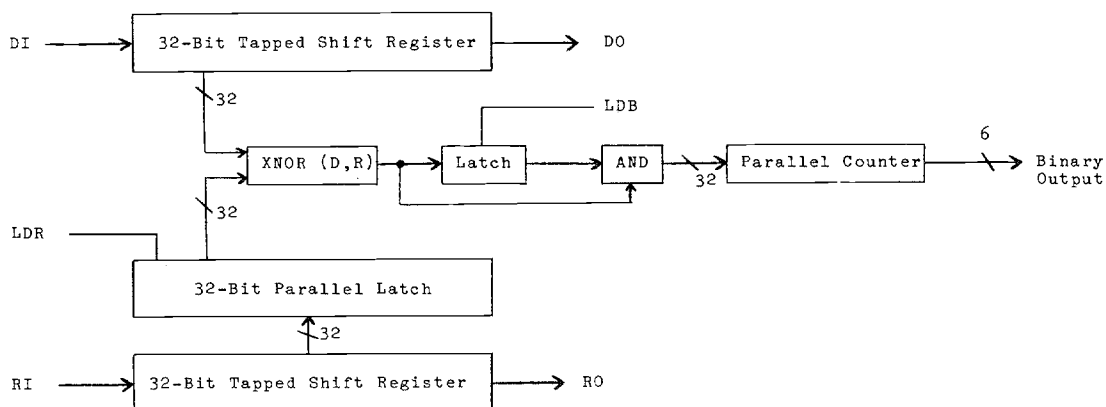 DI
32-Bit Tapped Shift Register
DO
32
LDB
XNOR (D,R)
Latch
AND
32
Parallel Counter
6
Binary
Output
32
LDR
32-Bit Parallel Latch
32
RI
32-Bit Tapped Shift Register
RO